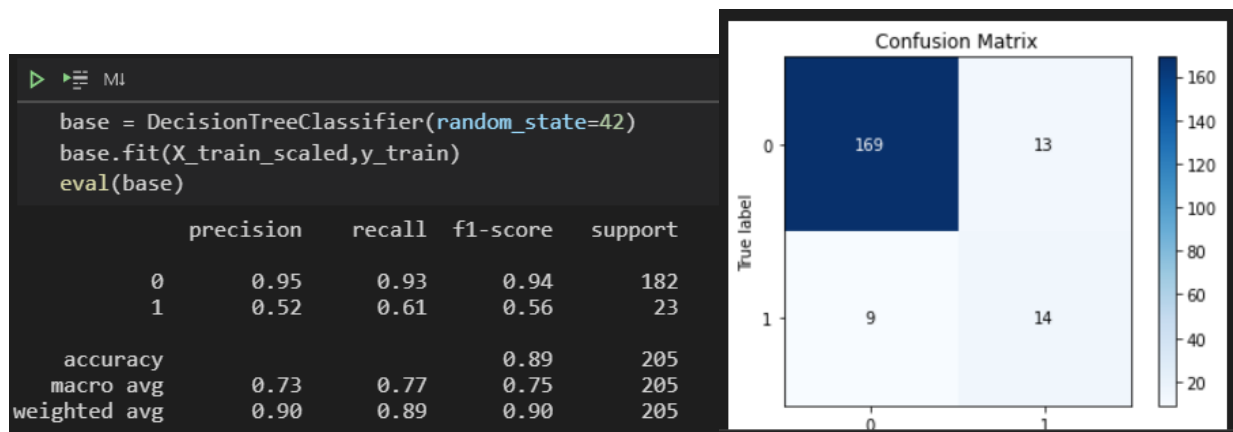 M↓
base = DecisionTreeClassifier(random_state=42)
base.fit(X_train_scaled,y_train)
eval(base)
precision recall f1-score support
0 0.95 0.93 0.94 182
1 0.52 0.61 0.56 23
accuracy 0.89 205
macro avg 0.73 0.77 0.75 205
weighted avg 0.90 0.89 0.90 205
Confusion Matrix
True label
0 169 13
1 9 14
0 1
160
140
120
100
80
60
40
20